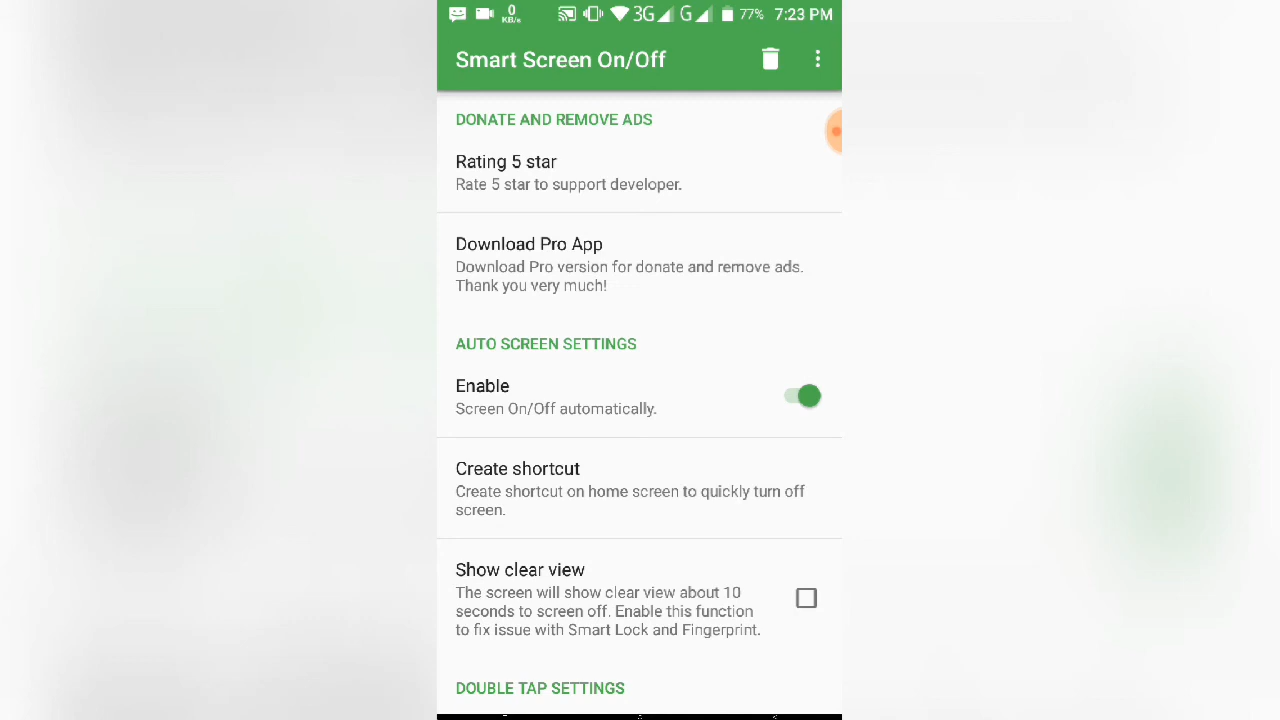 0
KB/s
3G
G
77%
7:23 PM
Smart Screen On/Off
DONATE AND REMOVE ADS
Rating 5 star
Rate 5 star to support developer.
Download Pro App
Download Pro version for donate and remove ads.
Thank you very much!
AUTO SCREEN SETTINGS
Enable
Screen On/Off automatically.
Create shortcut
Create shortcut on home screen to quickly turn off
screen.
Show clear view
The screen will show clear view about 10
seconds to screen off. Enable this function
to fix issue with Smart Lock and Fingerprint.
DOUBLE TAP SETTINGS